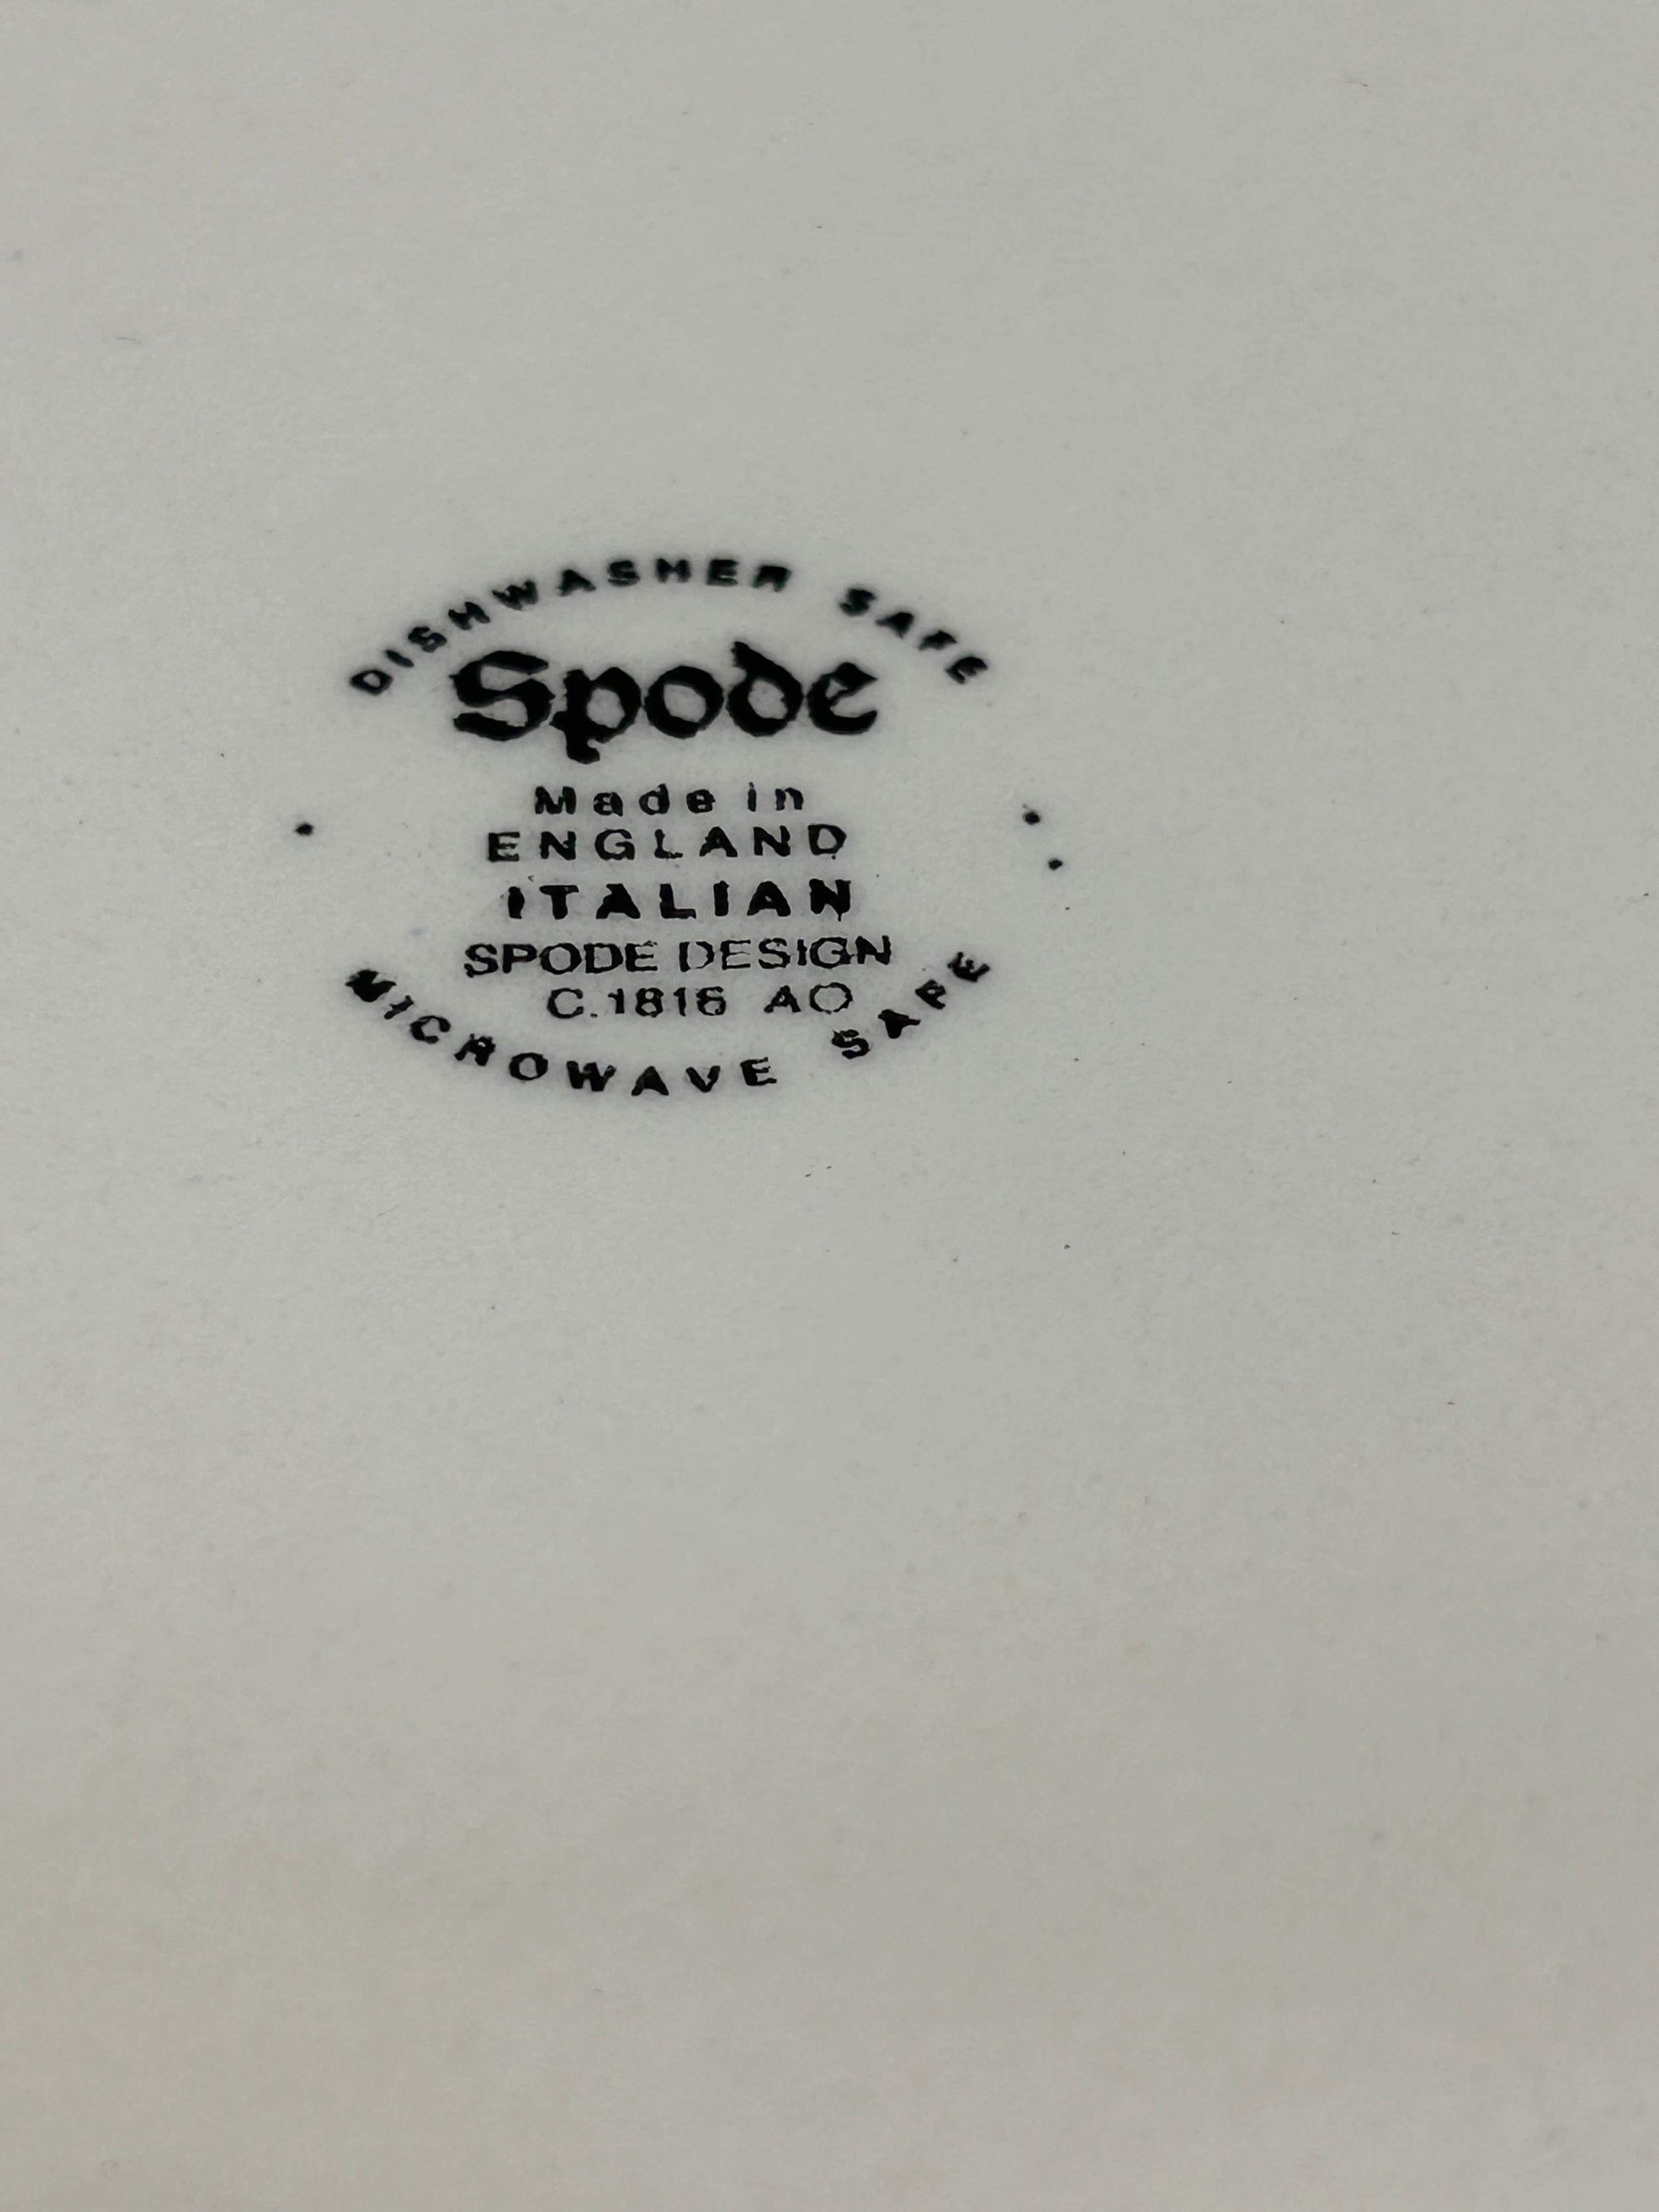 DISHWASHER SAFE
Spode
Made in
ENGLAND
ITALIAN
SPODE DESIGN
C.1816 AO
MICROWAVE SAFE